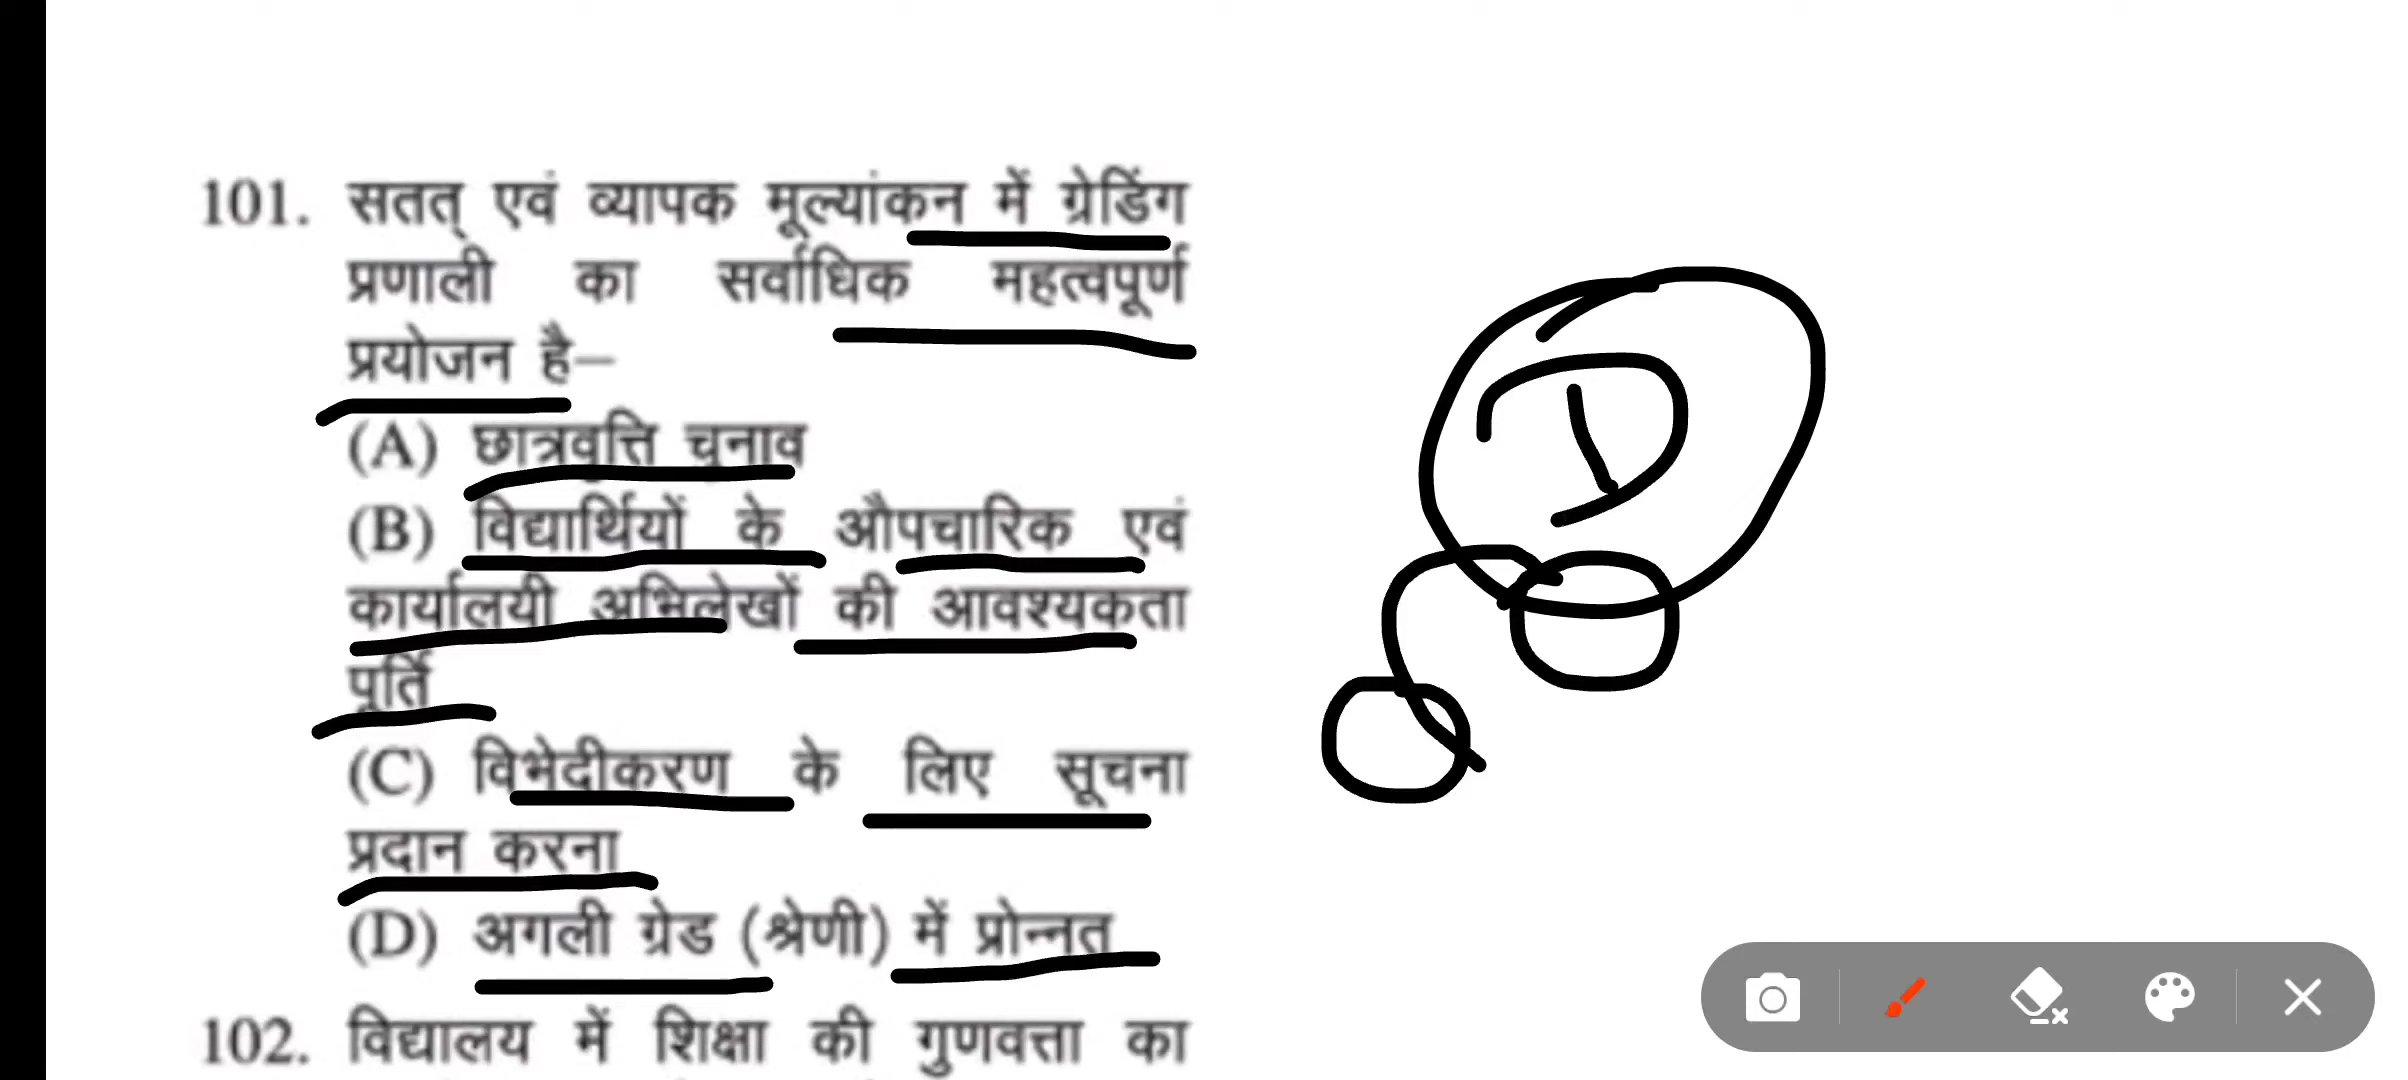 101. सतत् एवं व्यापक मूल्यांकन में ग्रेडिंग
प्रणाली का सर्वाधिक महत्वपूर्ण
प्रयोजन है–
(A) छात्रवृत्ति चुनाव
(B) विद्यार्थियों के औपचारिक एवं
कार्यालयी अभिलेखों की आवश्यकता
पूर्ति
(C) विभेदीकरण के लिए सूचना
प्रदान करना
(D) अगली ग्रेड (श्रेणी) में प्रोन्नत
102. विद्यालय में शिक्षा की गुणवत्ता का
D